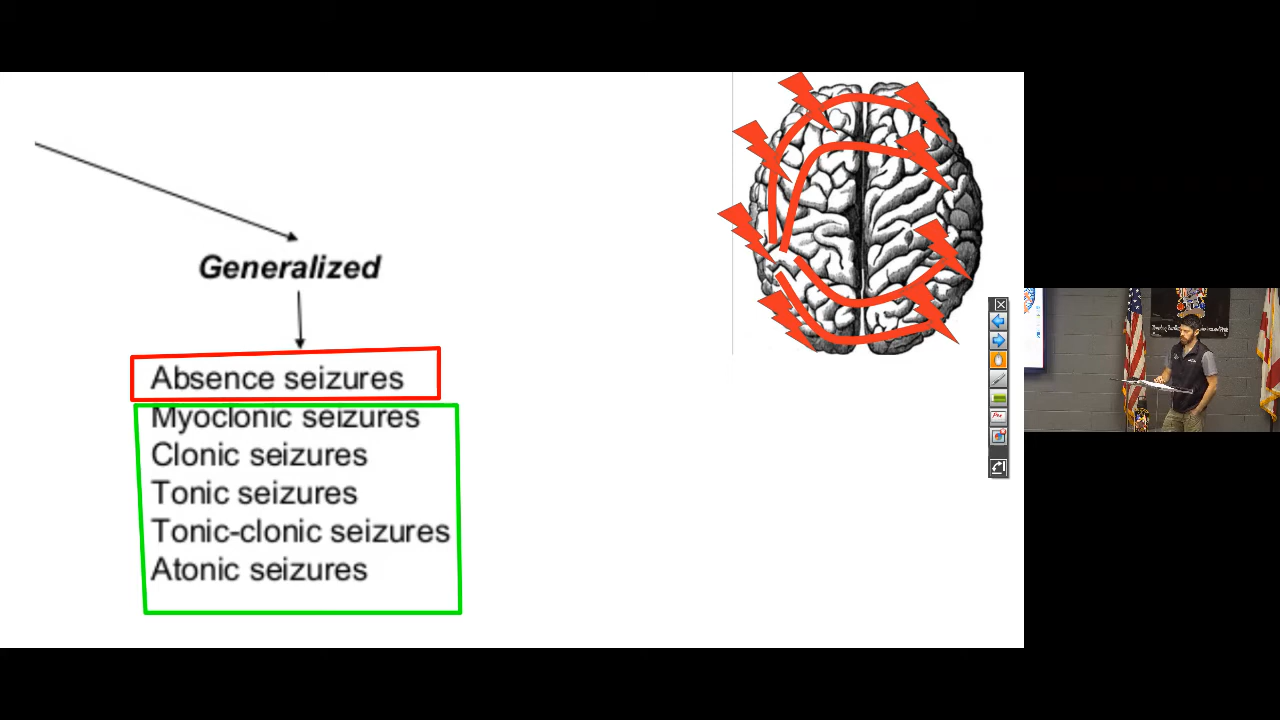 Generalized
Absence seizures
Myoclonic seizures
Clonic seizures
Tonic seizures
Tonic-clonic seizures
Atonic seizures